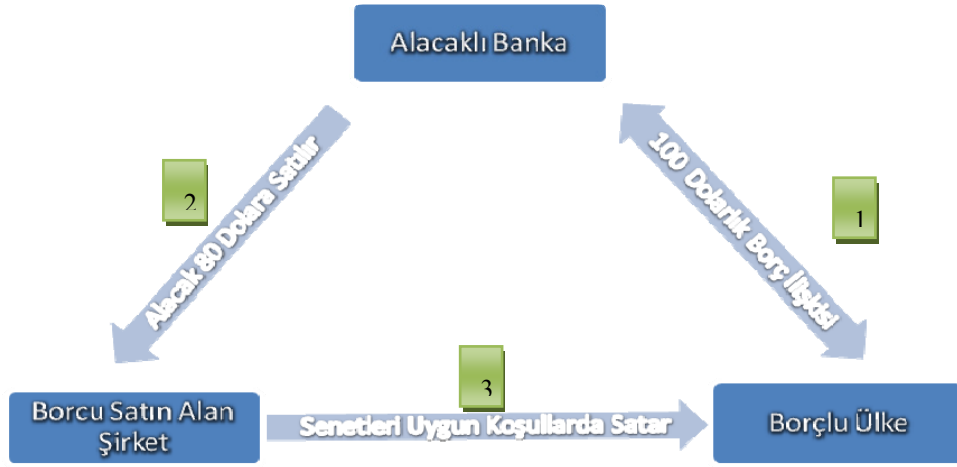 Alacaklı Banka
2
Alacak 80 Dolara Satılır
100 Dolarlık Borç İlişkisi
1
3
Borcu Satın Alan
Şirket
Senetleri Uygun Koşullarda Satar
Borçlu Ülke